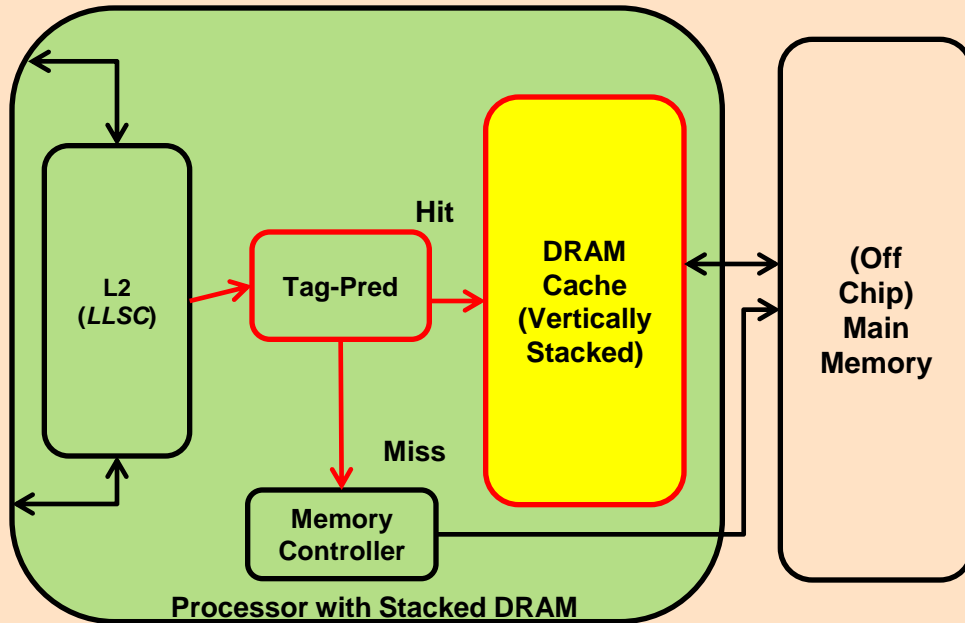 L2
(LLSC)
Tag-Pred
Hit
Miss
Memory
Controller
DRAM
Cache
(Vertically
Stacked)
(Off
Chip)
Main
Memory
Processor with Stacked DRAM